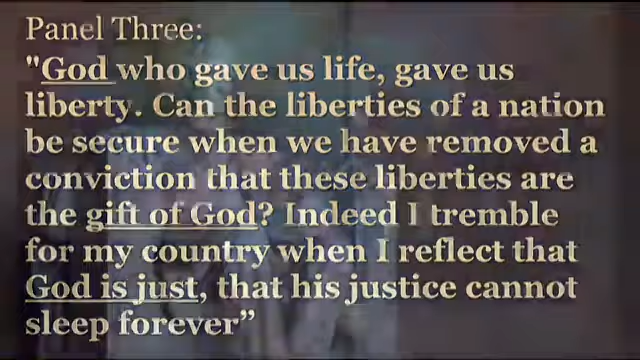 Panel Three:
"God who gave us life, gave us
liberty. Can the liberties of a nation
be secure when we have removed a
conviction that these liberties are
the gift of God? Indeed I tremble
for my country when I reflect that
God is just, that his justice cannot
sleep forever”